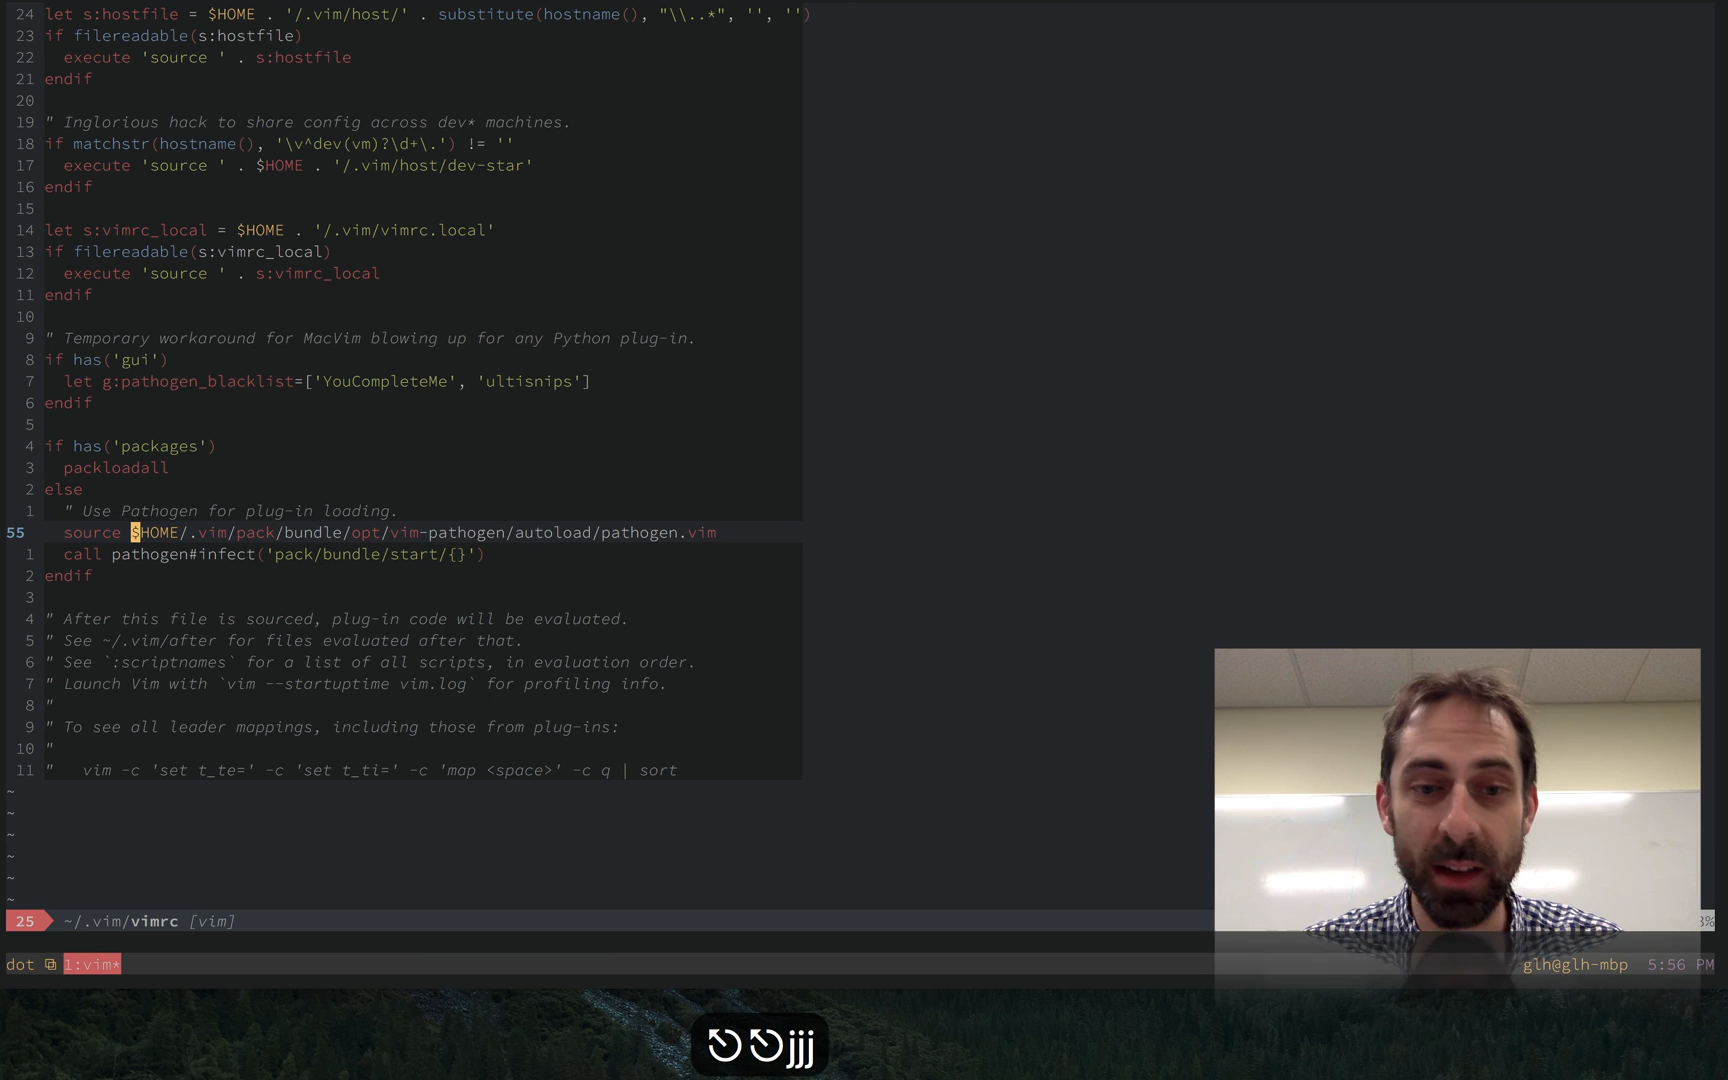 24 let s:hostfile = $HOME . '/.vim/host/' . substitute(hostname(), "\\..*", '', '')
23 if filereadable(s:hostfile)
22   execute 'source ' . s:hostfile
21 endif
20
19 " Inglorious hack to share config across dev* machines.
18 if matchstr(hostname(), '\v^dev(vm)?\d+\.') != ''
17   execute 'source ' . $HOME . '/.vim/host/dev-star'
16 endif
15
14 let s:vimrc_local = $HOME . '/.vim/vimrc.local'
13 if filereadable(s:vimrc_local)
12   execute 'source ' . s:vimrc_local
11 endif
10
9 " Temporary workaround for MacVim blowing up for any Python plug-in.
8 if has('gui')
7   let g:pathogen_blacklist=['YouCompleteMe', 'ultisnips']
6 endif
5
4 if has('packages')
3   packloadall
2 else
1   " Use Pathogen for plug-in loading.
55   source $HOME/.vim/pack/bundle/opt/vim-pathogen/autoload/pathogen.vim
1   call pathogen#infect('pack/bundle/start/{}')
2 endif
3
4 " After this file is sourced, plug-in code will be evaluated.
5 " See ~/.vim/after for files evaluated after that.
6 " See `:scriptnames` for a list of all scripts, in evaluation order.
7 " Launch Vim with `vim --startuptime vim.log` for profiling info.
8 "
9 " To see all leader mappings, including those from plug-ins:
10 "
11 "   vim -c 'set t_te=' -c 'set t_ti=' -c 'map <space>' -c q | sort
~
~
~
~
~
~
25 ~/.vim/vimrc [vim]
dot 1:vim* glh@glh-mbp 5:56 PM
jjj